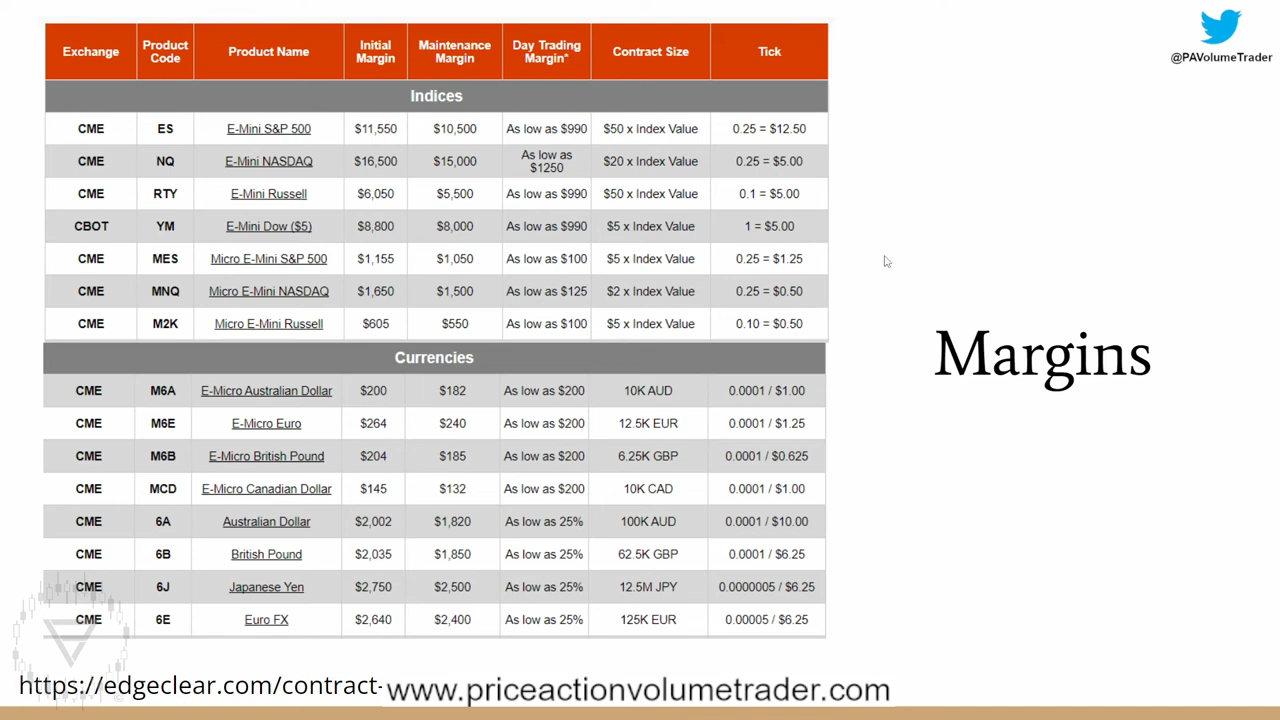 @PAVolumeTrader
Exchange Product Code Product Name Initial Margin Maintenance Margin Day Trading Margin* Contract Size Tick
Indices
CME ES E-Mini S&P 500 $11,550 $10,500 As low as $990 $50 x Index Value 0.25 = $12.50
CME NQ E-Mini NASDAQ $16,500 $15,000 As low as $1250 $20 x Index Value 0.25 = $5.00
CME RTY E-Mini Russell $6,050 $5,500 As low as $990 $50 x Index Value 0.1 = $5.00
CBOT YM E-Mini Dow ($5) $8,800 $8,000 As low as $990 $5 x Index Value 1 = $5.00
CME MES Micro E-Mini S&P 500 $1,155 $1,050 As low as $100 $5 x Index Value 0.25 = $1.25
CME MNQ Micro E-Mini NASDAQ $1,650 $1,500 As low as $125 $2 x Index Value 0.25 = $0.50
CME M2K Micro E-Mini Russell $605 $550 As low as $100 $5 x Index Value 0.10 = $0.50
Currencies
CME M6A E-Micro Australian Dollar $200 $182 As low as $200 10K AUD 0.0001 / $1.00
CME M6E E-Micro Euro $264 $240 As low as $200 12.5K EUR 0.0001 / $1.25
CME M6B E-Micro British Pound $204 $185 As low as $200 6.25K GBP 0.0001 / $0.625
CME MCD E-Micro Canadian Dollar $145 $132 As low as $200 10K CAD 0.0001 / $1.00
CME 6A Australian Dollar $2,002 $1,820 As low as 25% 100K AUD 0.0001 / $10.00
CME 6B British Pound $2,035 $1,850 As low as 25% 62.5K GBP 0.0001 / $6.25
CME 6J Japanese Yen $2,750 $2,500 As low as 25% 12.5M JPY 0.0000005 / $6.25
CME 6E Euro FX $2,640 $2,400 As low as 25% 125K EUR 0.00005 / $6.25
Margins
https://edgeclear.com/contract-
www.priceactionvolumetrader.com